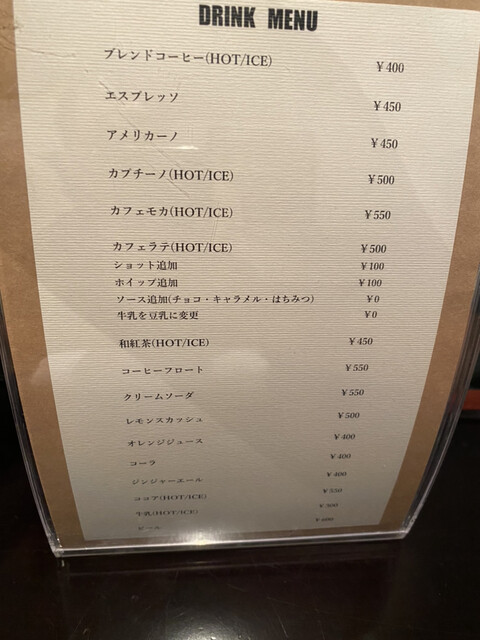 DRINK MENU
ブレンドコーヒー(HOT/ICE) ¥400
エスプレッソ ¥450
アメリカーノ ¥450
カプチーノ(HOT/ICE) ¥500
カフェモカ(HOT/ICE) ¥550
カフェラテ(HOT/ICE) ¥500
ショット追加 ¥100
ホイップ追加 ¥100
ソース追加(チョコ・キャラメル・はちみつ) ¥0
牛乳を豆乳に変更 ¥0
和紅茶(HOT/ICE) ¥450
コーヒーフロート ¥550
クリームソーダ ¥550
レモンスカッシュ ¥500
オレンジジュース ¥400
コーラ ¥400
ジンジャーエール ¥400
ココア(HOT/ICE) ¥550
牛乳(HOT/ICE)
ビール